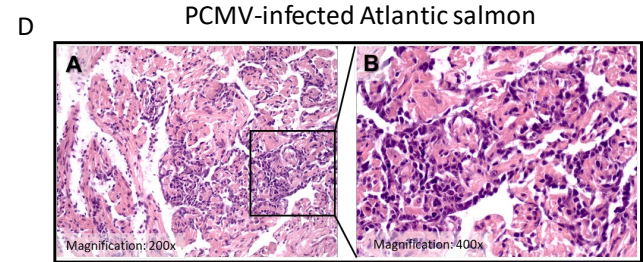 D
PCMV-infected Atlantic salmon
A
B
Magnification: 200x
Magnification: 400x